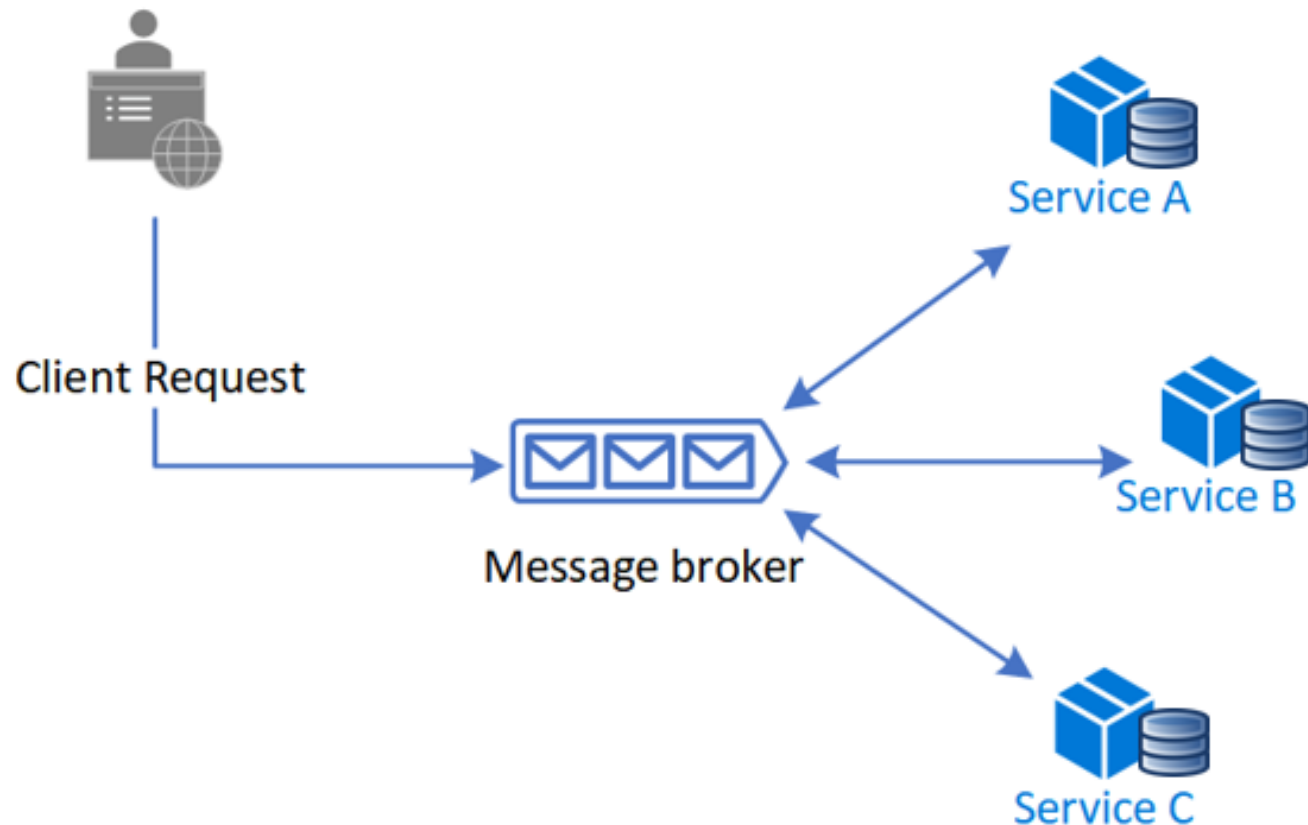 Service A
Client Request
Service B
Message broker
Service C